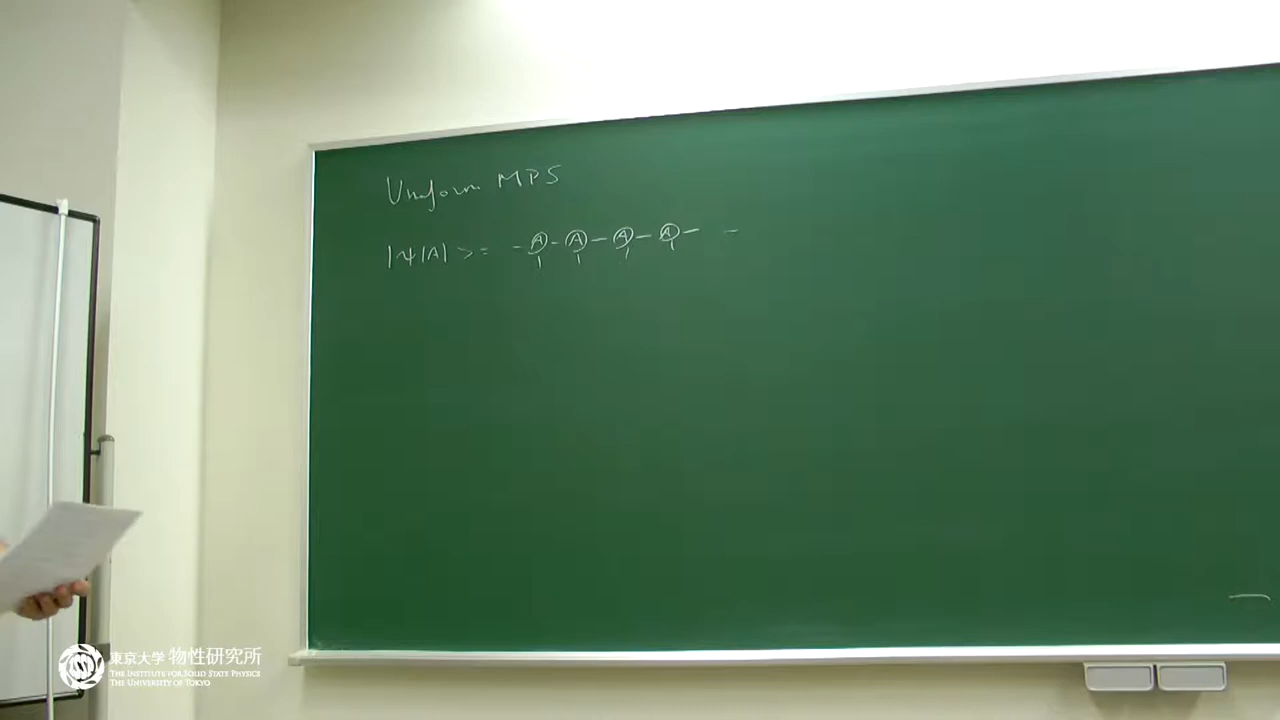 Uniform MPS
|ψ(A)> = - A - A - A - A - -
東京大学 物性研究所
THE INSTITUTE FOR SOLID STATE PHYSICS
THE UNIVERSITY OF TOKYO